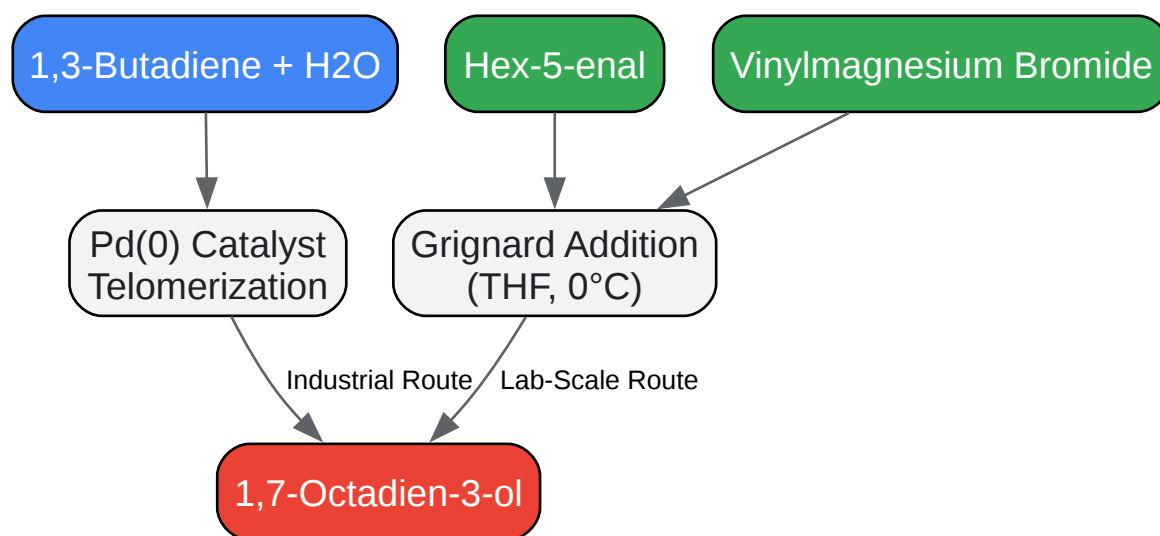 1,3-Butadiene + H2O
Hex-5-enal
Vinylmagnesium Bromide
Pd(0) Catalyst
Telomerization
Grignard Addition
(THF, 0°C)
Industrial Route
Lab-Scale Route
1,7-Octadien-3-ol